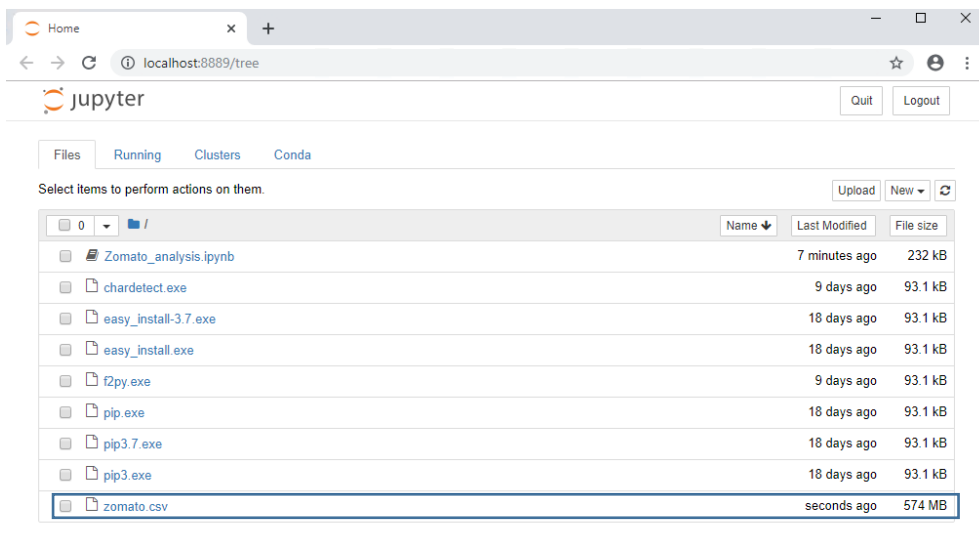 Home
localhost:8889/tree
jupyter
Quit Logout
Files Running Clusters Conda
Select items to perform actions on them.
Upload New
0 / Name Last Modified File size
Zomato_analysis.ipynb 7 minutes ago 232 kB
chardetect.exe 9 days ago 93.1 kB
easy_install-3.7.exe 18 days ago 93.1 kB
easy_install.exe 18 days ago 93.1 kB
f2py.exe 9 days ago 93.1 kB
pip.exe 18 days ago 93.1 kB
pip3.7.exe 18 days ago 93.1 kB
pip3.exe 18 days ago 93.1 kB
zomato.csv seconds ago 574 MB